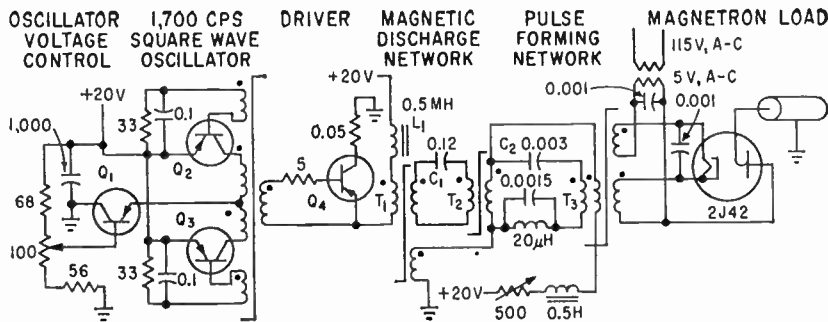 OSCILLATOR
VOLTAGE
CONTROL
1,700 CPS
SQUARE WAVE
OSCILLATOR
DRIVER
MAGNETIC
DISCHARGE
NETWORK
PULSE
FORMING
NETWORK
MAGNETRON LOAD
115V, A-C
5V, A-C
+20V
+20V
0.001
0.001
1,000
33
0.1
Q2
0.05
0.5MH
L1
0.12
C2
0.003
Q1
5
C1
0.0015
68
Q4
T1
T2
T3
Q3
2J42
100
20μH
56
33
0.1
+20V
500
0.5H